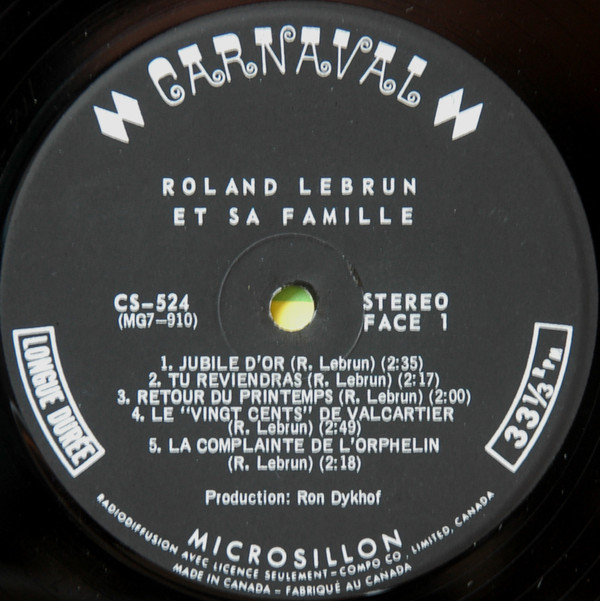 CARNAVAL
ROLAND LEBRUN
ET SA FAMILLE
CS-524
(MG7-910)
STEREO
FACE 1
LONGUE DURÉE
33 1/3 RPM
1. JUBILE D'OR (R. Lebrun) (2:35)
2. TU REVIENDRAS (R. Lebrun) (2:17)
3. RETOUR DU PRINTEMPS (R. Lebrun) (2:00)
4. LE "VINGT CENTS" DE VALCARTIER
(R. Lebrun) (2:49)
5. LA COMPLAINTE DE L'ORPHELIN
(R. Lebrun) (2:18)
Production: Ron Dykhof
MICROSILLON
RADIODIFFUSION AVEC LICENCE SEULEMENT-COMPO CO. LIMITED, CANADA
MADE IN CANADA - FABRIQUÉ AU CANADA